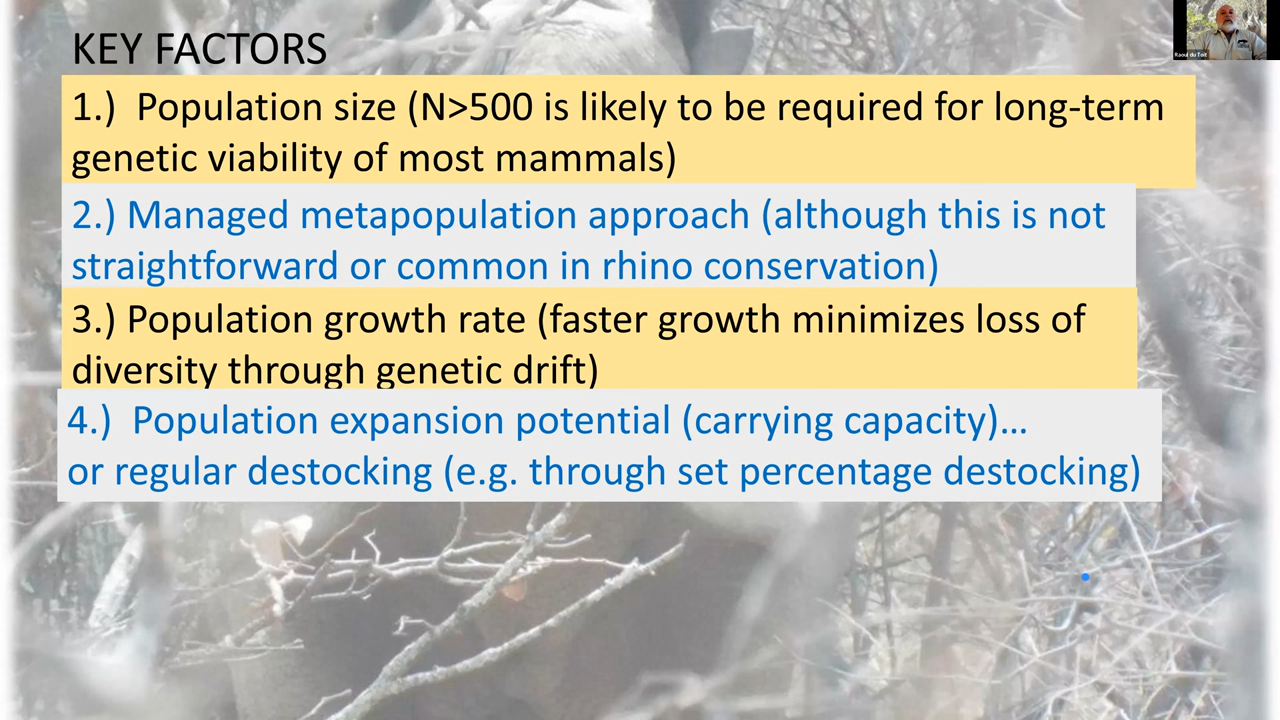 KEY FACTORS
Raoul du Toit
1.)  Population size (N>500 is likely to be required for long-term
genetic viability of most mammals)
2.) Managed metapopulation approach (although this is not
straightforward or common in rhino conservation)
3.) Population growth rate (faster growth minimizes loss of
diversity through genetic drift)
4.)  Population expansion potential (carrying capacity)…
or regular destocking (e.g. through set percentage destocking)